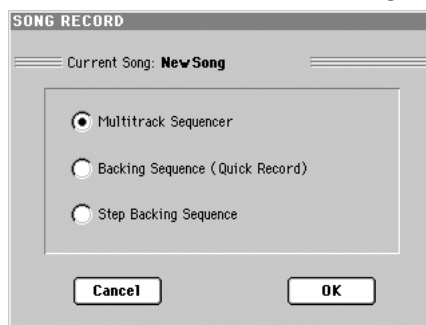 SONG RECORD
Current Song: NewSong
Multitrack Sequencer
Backing Sequence (Quick Record)
Step Backing Sequence
Cancel OK